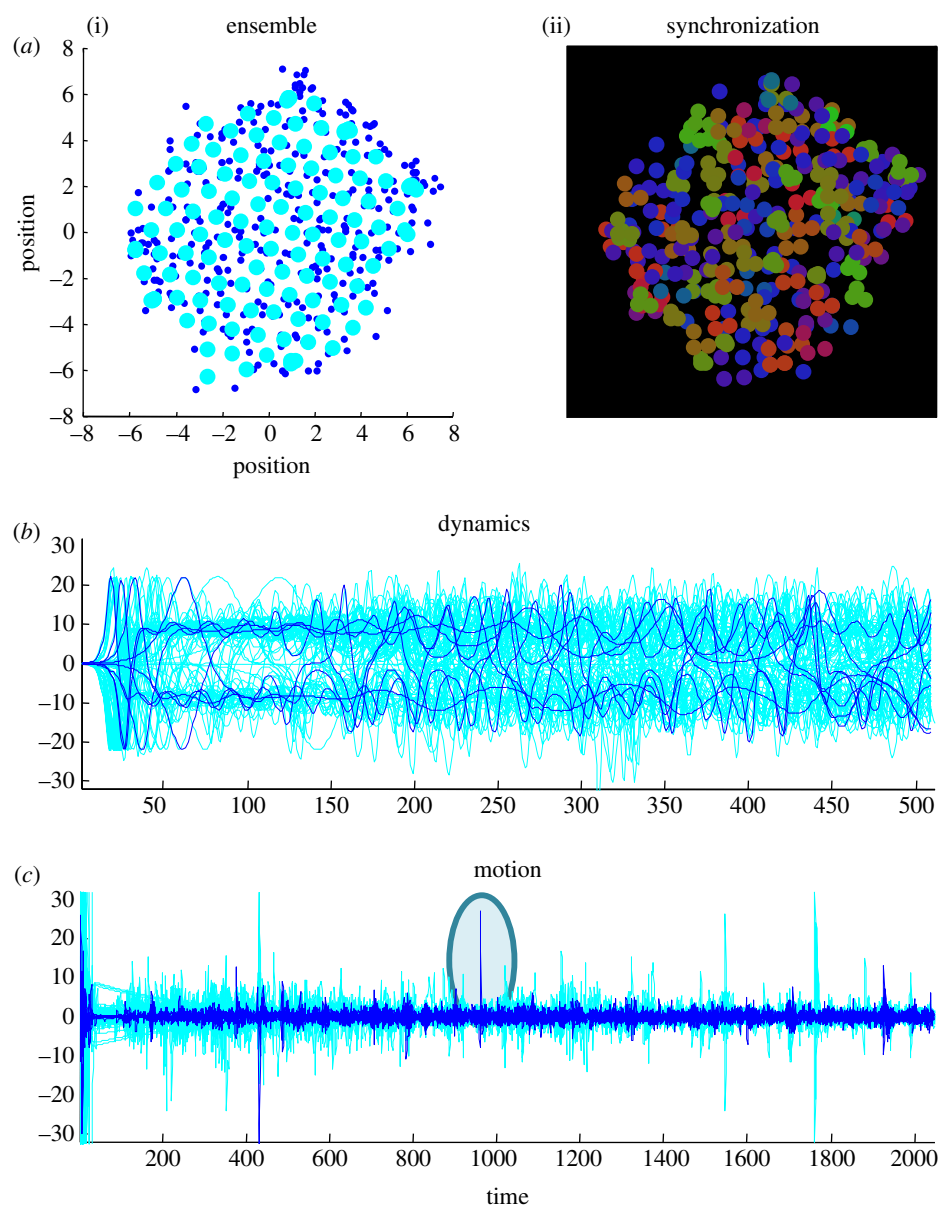 (i) ensemble (ii) synchronization
(a)
8
6
4
2
0
–2
–4
–6
–8
position
–8 –6 –4 –2 0 2 4 6 8
position
(b) dynamics
30
20
10
0
–10
–20
–30
50 100 150 200 250 300 350 400 450 500
(c) motion
30
20
10
0
–10
–20
–30
200 400 600 800 1000 1200 1400 1600 1800 2000
time